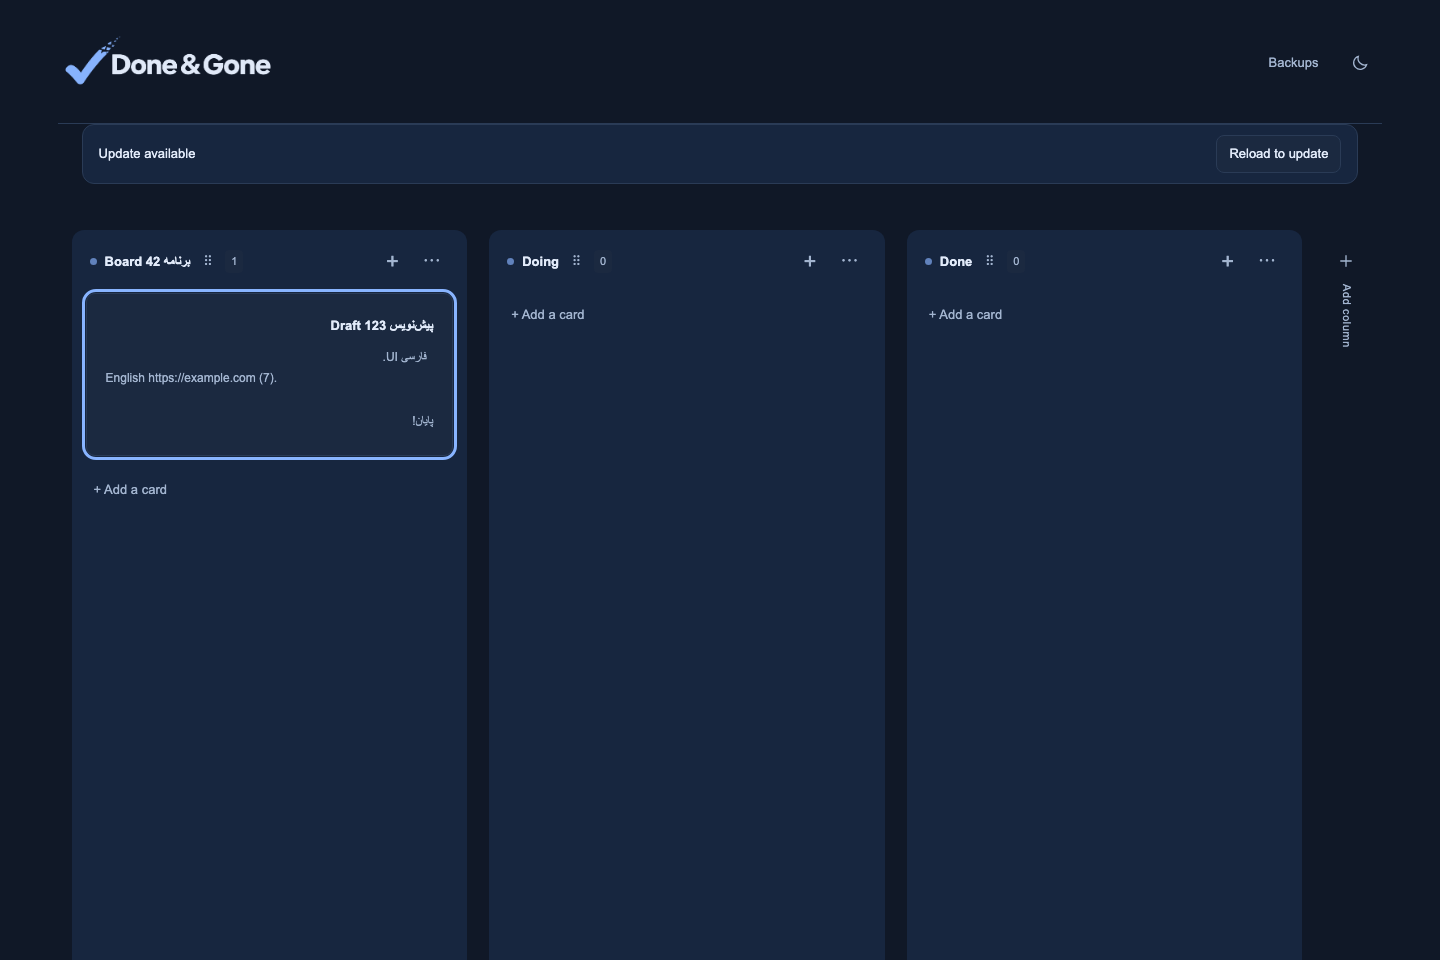 Done & Gone
Backups
Update available
Reload to update
Board 42 برنامه
1
پیش‌نویس Draft 123
فارسی UI.
English https://example.com (7).
پایان!
+ Add a card
Doing
0
+ Add a card
Done
0
+ Add a card
Add column